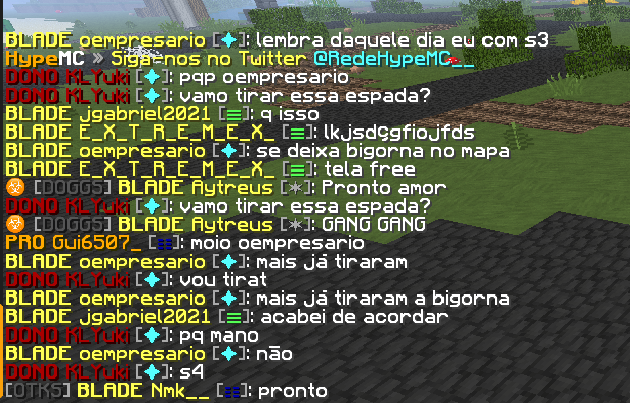 BLADE oempresario [✦]: lembra daquele dia eu com s3
HypeMC » Siga-nos no Twitter @RedeHypeMC__
DONO KLYuki [✦]: pqp oempresario
DONO KLYuki [✦]: vamo tirar essa espada?
BLADE jgabriel2021 [☰]: q isso
BLADE E_X_T_R_E_M_E_X_ [☰]: lkjsdçgfiojfds
BLADE oempresario [✦]: se deixa bigorna no mapa
BLADE E_X_T_R_E_M_E_X_ [☰]: tela free
☣ [DOGGS] BLADE Aytreus [✶]: Pronto amor
DONO KLYuki [✦]: vamo tirar essa espada?
☣ [DOGGS] BLADE Aytreus [✶]: GANG GANG
PRO Gui6507_ [☷]: moio oempresario
BLADE oempresario [✦]: mais já tiraram
DONO KLYuki [✦]: vou tirat
BLADE oempresario [✦]: mais já tiraram a bigorna
BLADE jgabriel2021 [☰]: acabei de acordar
DONO KLYuki [✦]: pq mano
BLADE oempresario [✦]: não
DONO KLYuki [✦]: s4
[OTKS] BLADE Nmk__ [☷]: pronto